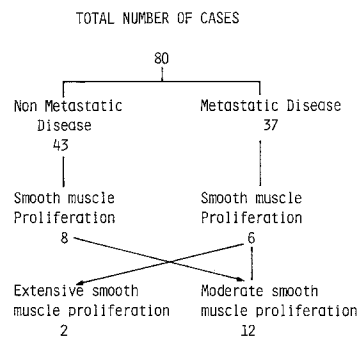 TOTAL NUMBER OF CASES
80
Non Metastatic
Disease
43
Metastatic Disease
37
Smooth muscle
Proliferation
8
Smooth muscle
Proliferation
6
Extensive smooth
muscle proliferation
2
Moderate smooth
muscle proliferation
12